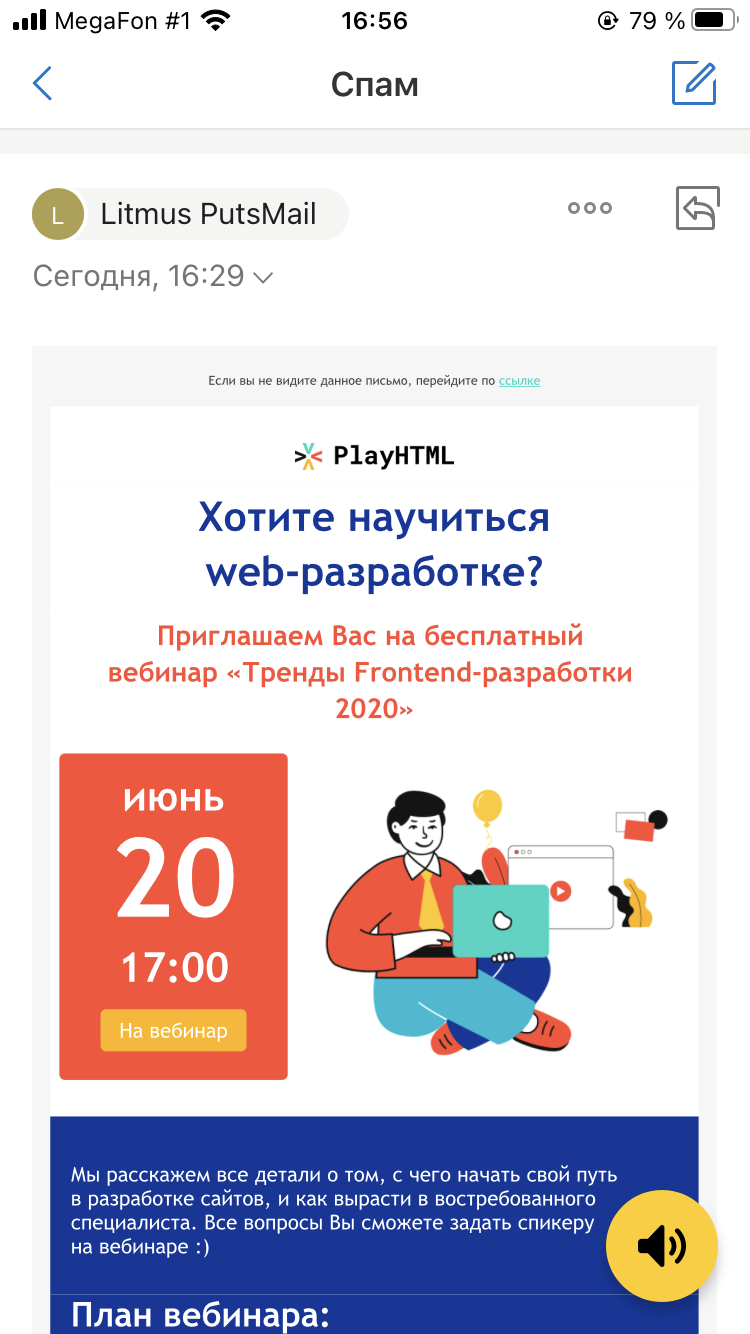 MegaFon #1 16:56 79 %
Спам
L Litmus PutsMail
Сегодня, 16:29
Если вы не видите данное письмо, перейдите по ссылке
PlayHTML
Хотите научиться
web-разработке?
Приглашаем Вас на бесплатный
вебинар «Тренды Frontend-разработки
2020»
ИЮНЬ
20
17:00
На вебинар
Мы расскажем все детали о том, с чего начать свой путь
в разработке сайтов, и как вырасти в востребованного
специалиста. Все вопросы Вы сможете задать спикеру
на вебинаре :)
План вебинара: